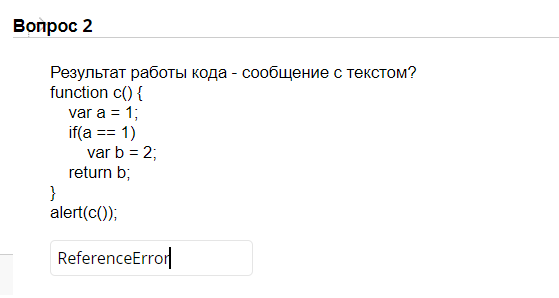 Вопрос 2
Результат работы кода - сообщение с текстом?
function c() {
var a = 1;
if(a == 1)
var b = 2;
return b;
}
alert(c());
ReferenceError